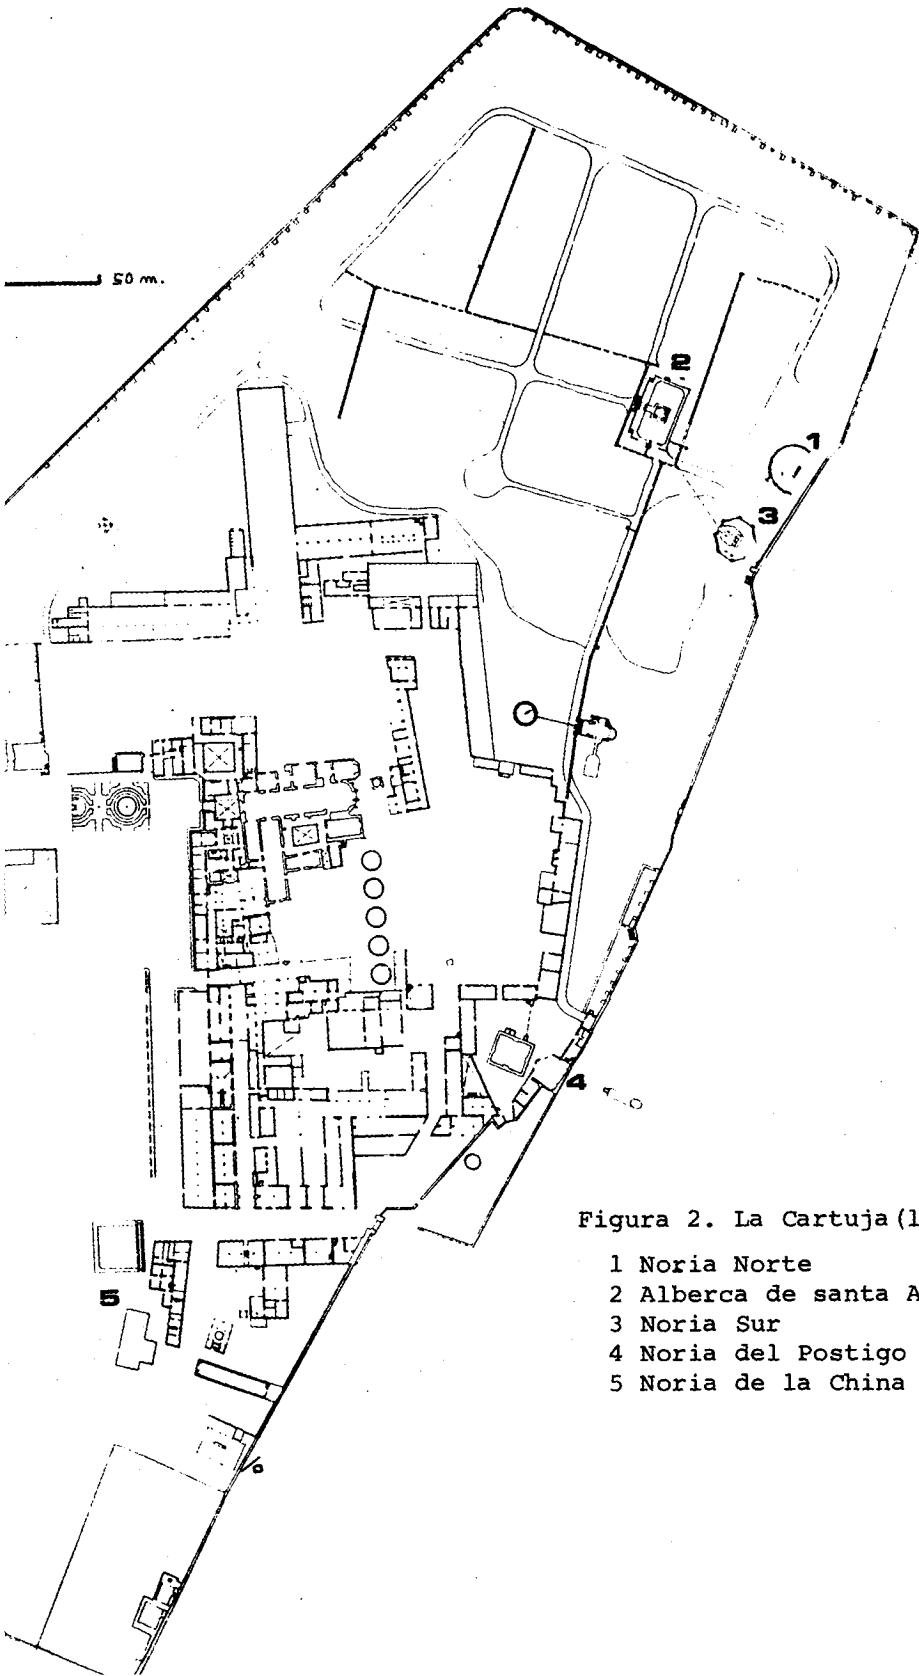 50 m.
2
1
3
4
5
Figura 2. La Cartuja(1
1 Noria Norte
2 Alberca de santa A
3 Noria Sur
4 Noria del Postigo
5 Noria de la China